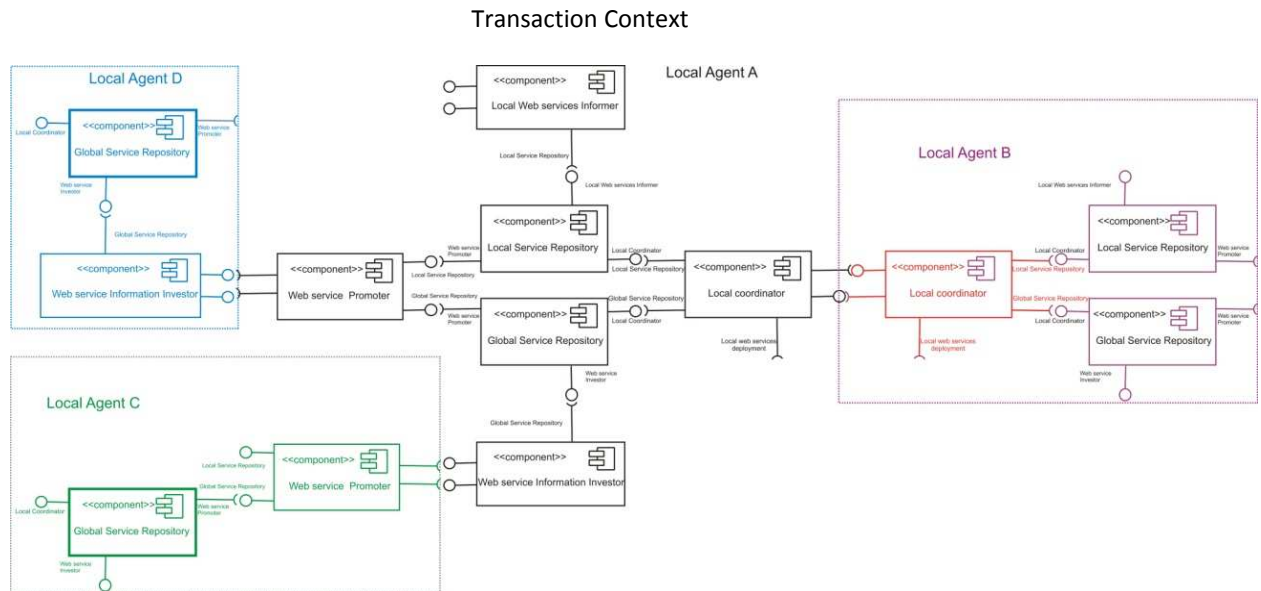 Transaction Context
Local Agent D
<<component>>
Global Service Repository
Local Coordinator
Web service
Promoter
Web service
Investor
Global Service Repository
<<component>>
Web service Information Investor
Local Agent A
<<component>>
Local Web services Informer
Local Service Repository
Local Web services Informer
<<component>>
Local Service Repository
Web service
Promoter
Local Service Repository
Local Coordinator
Local Service Repository
<<component>>
Web service Promoter
Global Service Repository
Web service
Promoter
<<component>>
Global Service Repository
Global Service Repository
Local Coordinator
<<component>>
Local coordinator
Local web services
deployment
Web service
Investor
Global Service Repository
<<component>>
Web service Information Investor
Local Agent B
Local Web services Informer
<<component>>
Local Service Repository
Web service
Promoter
Local Coordinator
Local Service Repository
<<component>>
Local coordinator
Global Service Repository
Local Coordinator
Local web services
deployment
<<component>>
Global Service Repository
Web service
Promoter
Web service
Investor
Local Agent C
<<component>>
Web service Promoter
Local Service Repository
Global Service Repository
Web service
Promoter
<<component>>
Global Service Repository
Local Coordinator
Web service
Investor